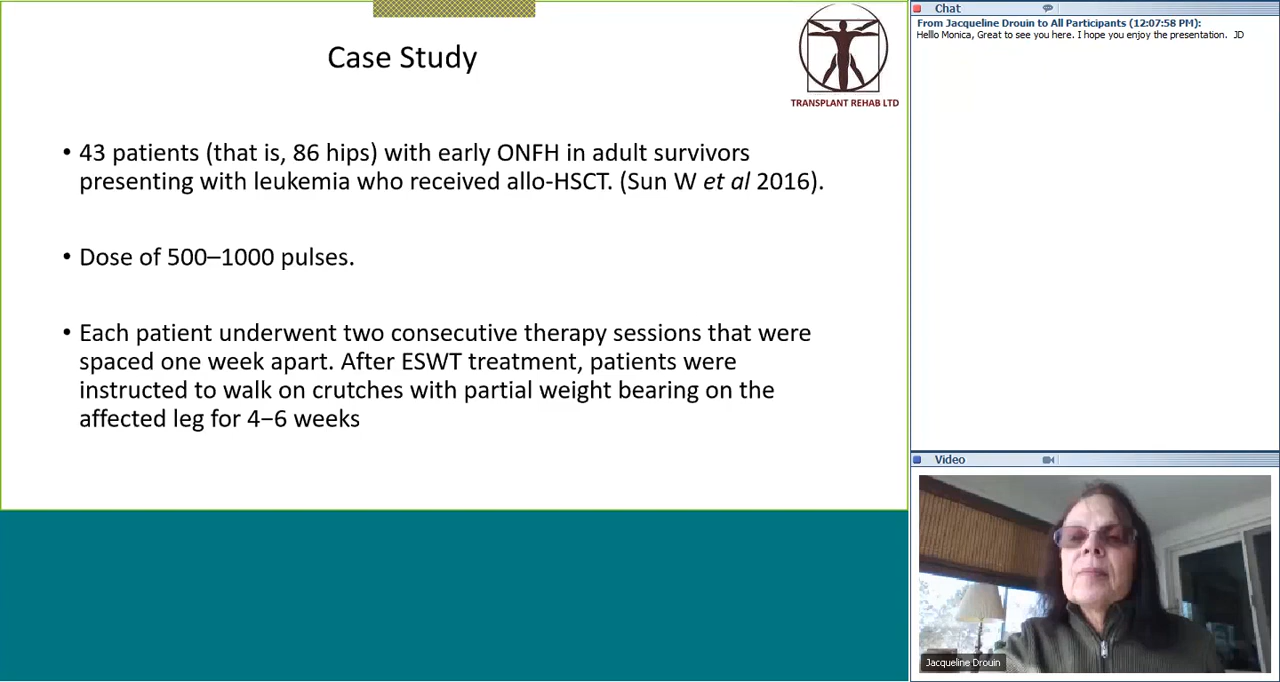 Case Study
TRANSPLANT REHAB LTD
• 43 patients (that is, 86 hips) with early ONFH in adult survivors
presenting with leukemia who received allo-HSCT. (Sun W et al 2016).
• Dose of 500–1000 pulses.
• Each patient underwent two consecutive therapy sessions that were
spaced one week apart. After ESWT treatment, patients were
instructed to walk on crutches with partial weight bearing on the
affected leg for 4−6 weeks
Chat
From Jacqueline Drouin to All Participants (12:07:58 PM):
Helllo Monica, Great to see you here. I hope you enjoy the presentation.  JD
Video
Jacqueline Drouin